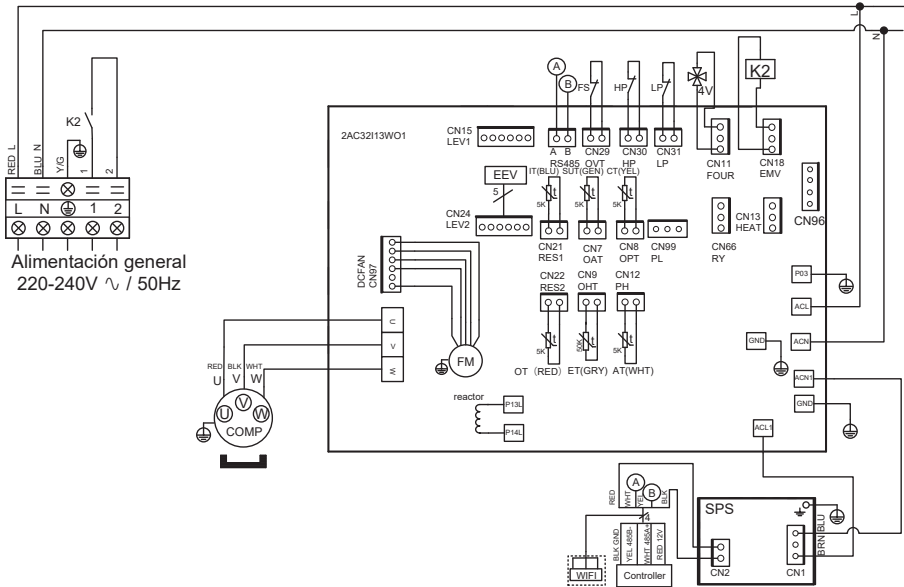 L
N
RED L
BLU N
Y/G
K2
1
2
L N 1 2
Alimentación general
220-240V ∿ / 50Hz
2AC32I13WO1
CN15
LEV1
EEV
5
CN24
LEV2
DCFAN
CN97
U
V
W
FM
RED BLK WHT
U V W
U V W
COMP
reactor
P13L
P14L
A
B
FS
HP
LP
4V
K2
A B
RS485
CN29
OVT
CN30
HP
CN31
LP
CN11
FOUR
CN18
EMV
IT(BLU) SUT(GEN) CT(YEL)
5K t
5K t
5K t
CN21
RES1
CN7
OAT
CN8
OPT
CN99
PL
CN66
RY
CN13
HEAT
CN96
CN22
RES2
CN9
OHT
CN12
PH
5K t
50K t
5K t
OT (RED) ET(GRY) AT(WHT)
P03
ACL
ACN
GND
ACN1
GND
ACL1
RED
WHT
A
YEL
B
BLK
4
BLK GND
YEL 485B-
WHT 485A+
RED 12V
WIFI
Controller
SPS
CN2
CN1
BRN BLU